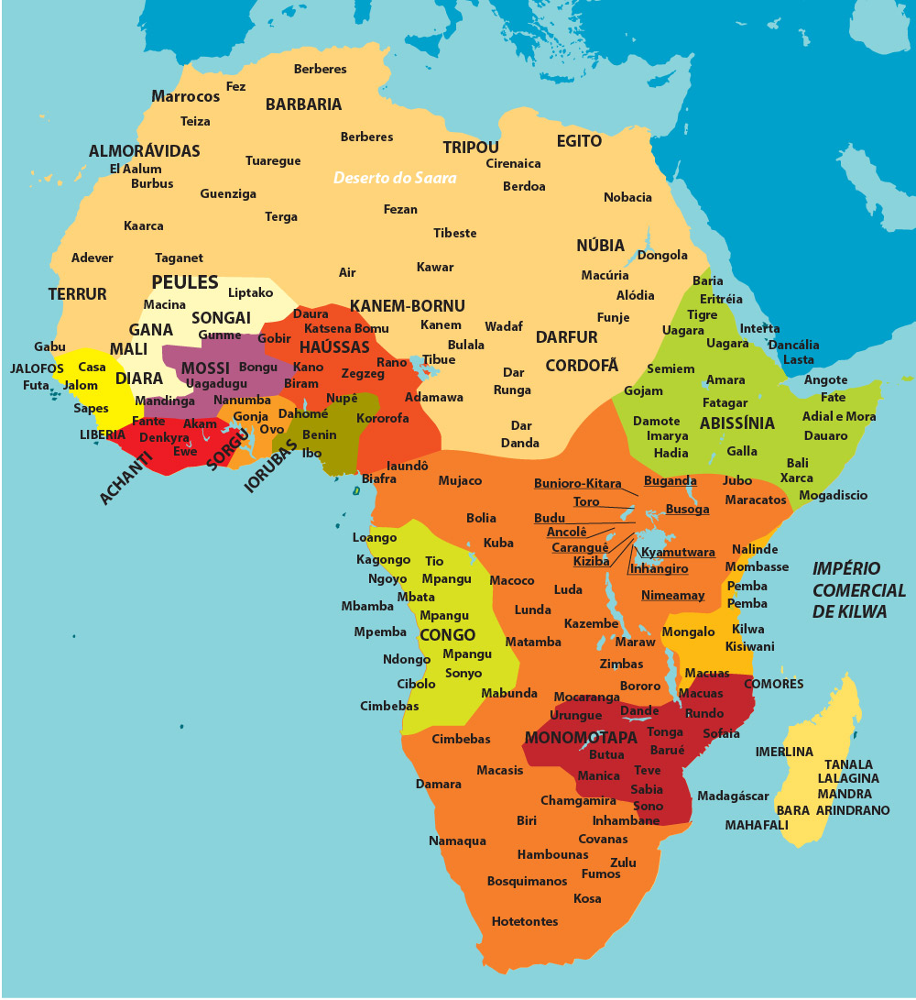 Berberes
Fez
Marrocos
BARBARIA
Teiza
Berberes
ALMORÁVIDAS
TRIPOU
EGITO
El Aalum
Tuaregue
Cirenaica
Burbus
Deserto do Saara
Berdoa
Guenziga
Nobacia
Terga
Fezan
Kaarca
Tibeste
NÚBIA
Adever
Taganet
Dongola
Air
Kawar
Macúria
PEULES
Baria
TERRUR
Liptako
Alódia
Eritréia
Macina
KANEM-BORNU
SONGAI
Daura
Funje
Tigre
GANA
Gunme
Katsena
Bomu
Kanem
Wadaf
Uagara
Interta
MALI
Gobir
HAÚSSAS
Bulala
DARFUR
Uagara
Dancália
Gabu
Tibue
Lasta
JALOFOS
Casa
MOSSI
Bongu
Kano
Rano
CORDOFÃ
Semiem
DIARA
Zegzeg
Dar
Runga
Amara
Angote
Futa
Jalom
Uagadugu
Biram
Gojam
Fate
Mandinga
Nanumba
Nupê
Adamawa
Fatagar
Sapes
Gonja
Dahomé
Kororofa
Dar
Danda
Damote
ABISSÍNIA
Adial e Mora
Fante
Akam
Ovo
Imarya
LIBERIA
Denkyra
Benin
Hadia
Galla
Dauaro
Ewe
Ibo
SORGU
IORUBAS
ACHANTI
Bali
Iaundô
Xarca
Biafra
Mujaco
Bunioro-Kitara
Buganda
Jubo
Mogadiscio
Toro
Busoga
Maracatos
Bolia
Budu
Ancolê
Loango
Kuba
Caranguê
Kyamutwara
Nalinde
Kagongo
Tio
Kiziba
Inhangiro
Mombasse
IMPÉRIO
COMERCIAL
DE KILWA
Ngoyo
Mpangu
Macoco
Luda
Pemba
Mbata
Nimeamay
Pemba
Mbamba
Mpangu
Lunda
Mpemba
CONGO
Kazembe
Mongalo
Kilwa
Matamba
Maraw
Kisiwani
Ndongo
Mpangu
Zimbas
Sonyo
Macuas
Cibolo
Bororo
COMORES
Mabunda
Mocaranga
Macuas
Cimbebas
Urungue
Dande
Rundo
Cimbebas
MONOMOTAPA
Tonga
Sofaia
Butua
Barué
IMERLINA
Macasis
Manica
Teve
TANALA
LALAGINA
Damara
Sabia
Madagáscar
MANDRA
Chamgamira
Sono
BARA
ARINDRANO
Biri
Inhambane
MAHAFALI
Namaqua
Covanas
Hambounas
Zulu
Bosquimanos
Fumos
Kosa
Hotetontes